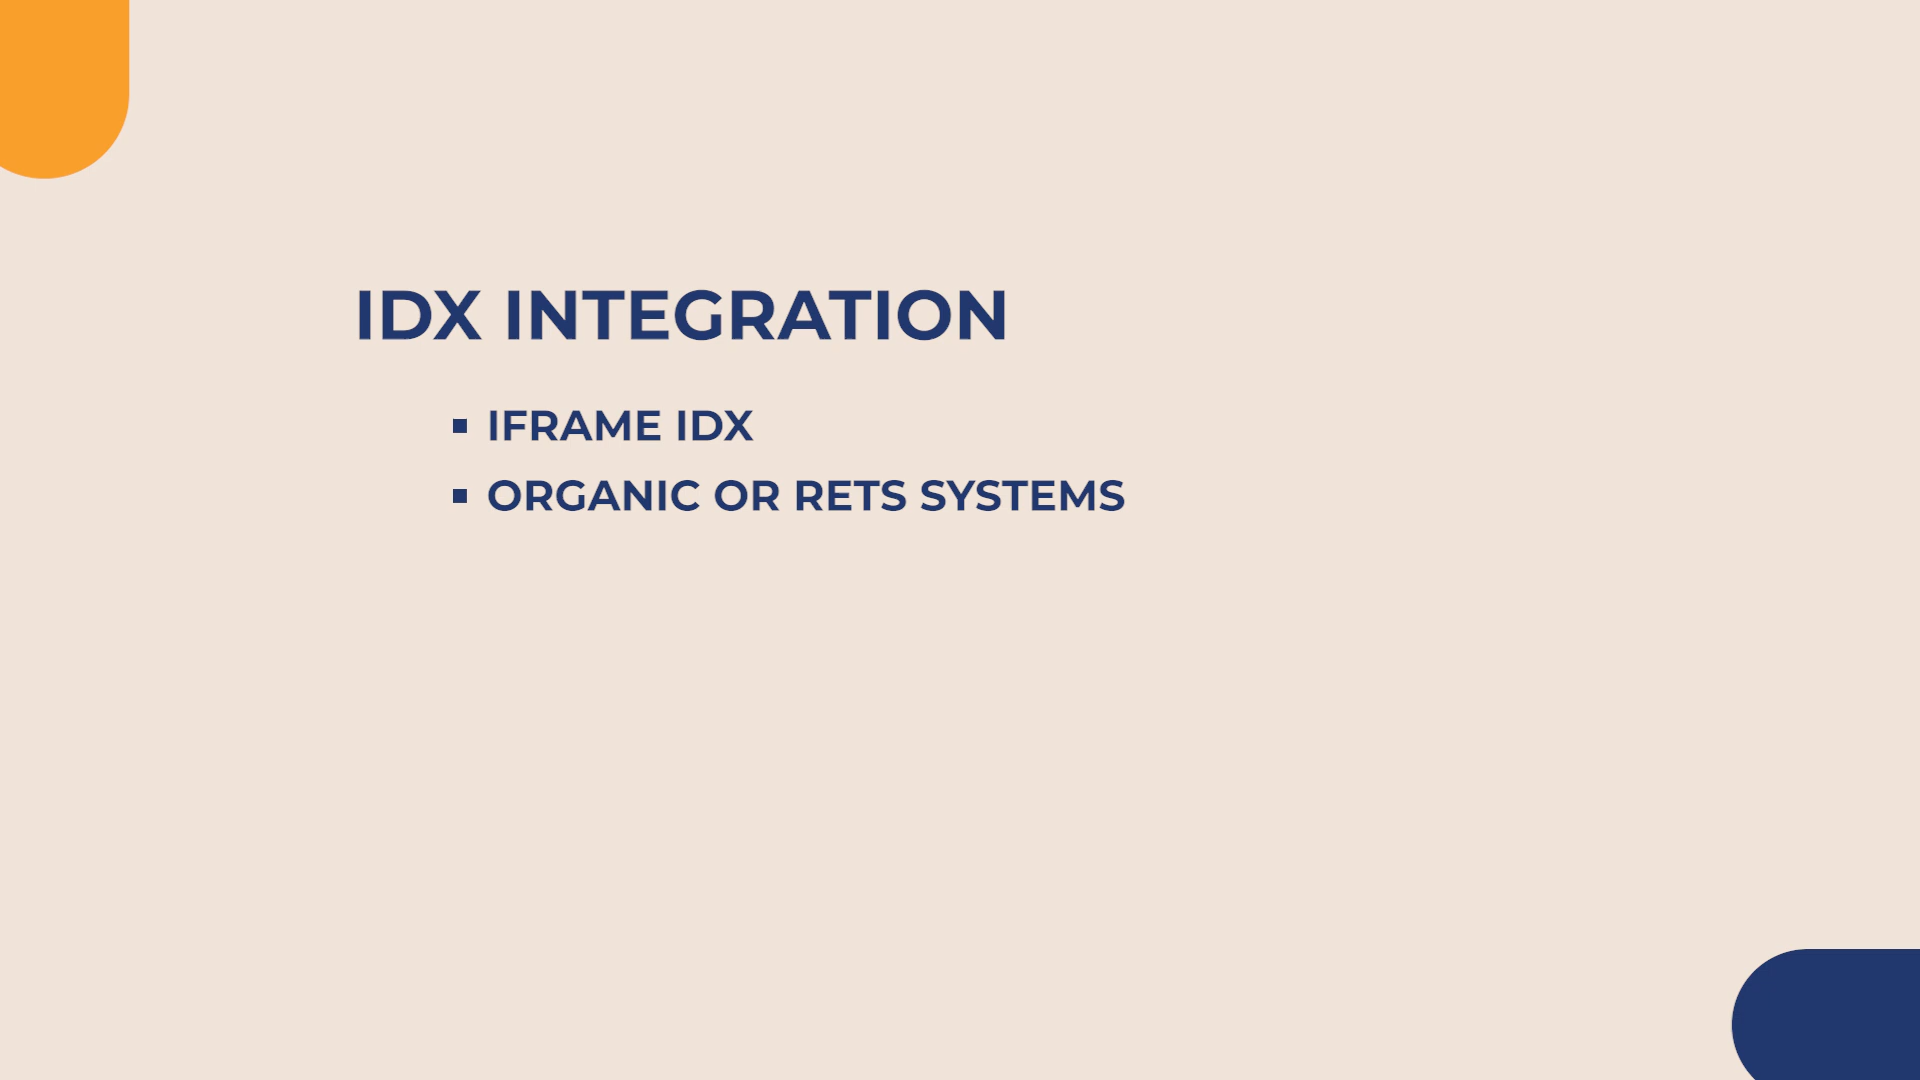 IDX INTEGRATION
▪ IFRAME IDX
▪ ORGANIC OR RETS SYSTEMS